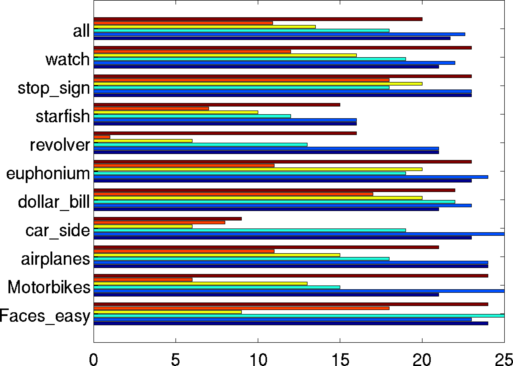 all
watch
stop_sign
starfish
revolver
euphonium
dollar_bill
car_side
airplanes
Motorbikes
Faces_easy
0 5 10 15 20 25